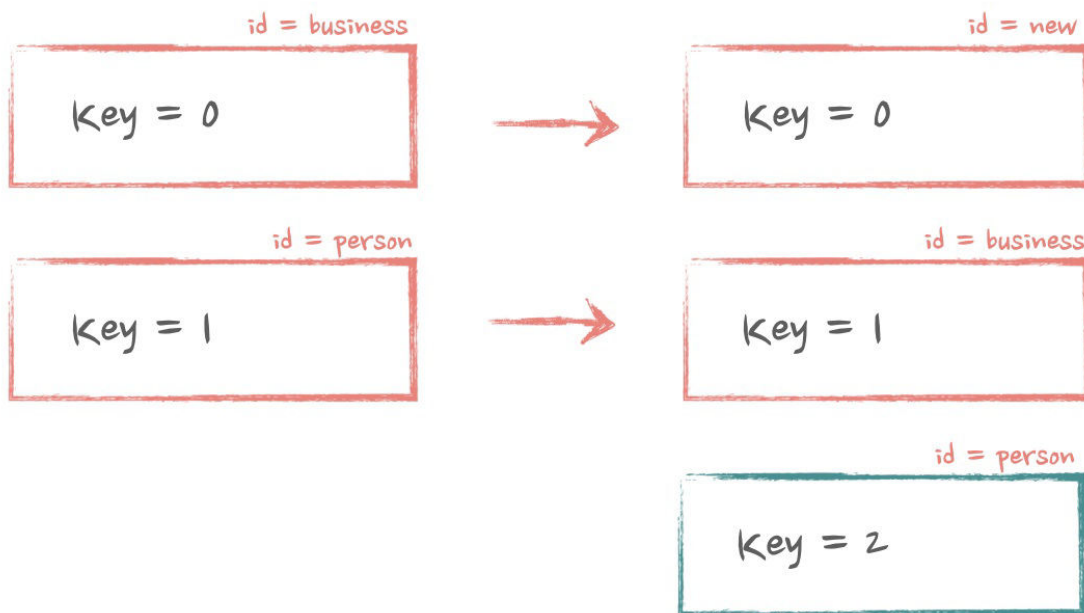 id = business
id = new
Key = 0
Key = 0
id = person
id = business
Key = 1
Key = 1
id = person
Key = 2